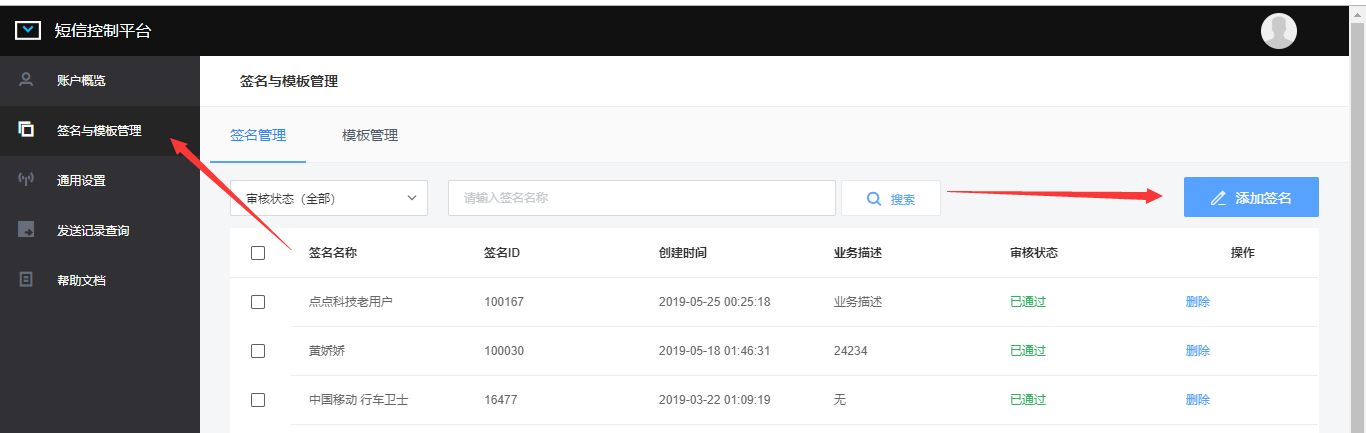 短信控制平台
账户概览
签名与模板管理
通用设置
发送记录查询
帮助文档
签名与模板管理
签名管理 模板管理
审核状态（全部） 请输入签名名称 搜索 添加签名
签名名称 签名ID 创建时间 业务描述 审核状态 操作
点点科技老用户 100167 2019-05-25 00:25:18 业务描述 已通过 删除
黄娇娇 100030 2019-05-18 01:46:31 24234 已通过 删除
中国移动 行车卫士 16477 2019-03-22 01:09:19 无 已通过 删除